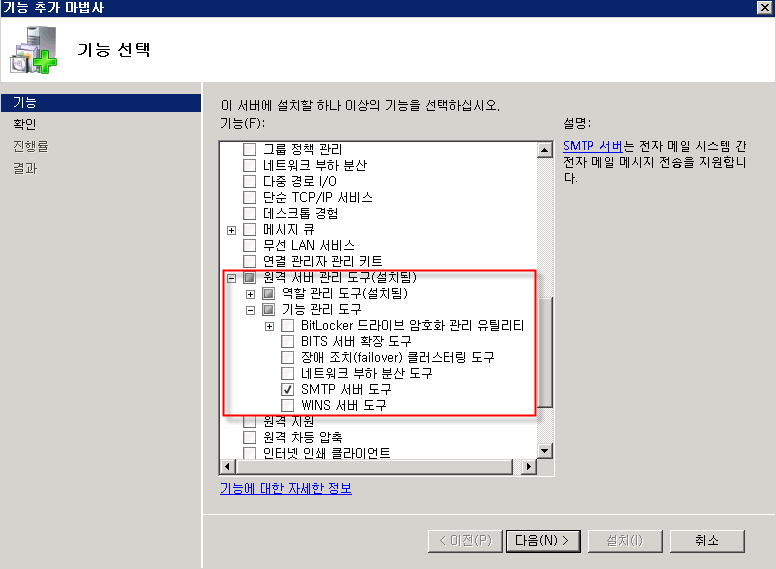 기능 추가 마법사
기능 선택
기능
확인
진행률
결과
이 서버에 설치할 하나 이상의 기능을 선택하십시오.
기능(F):
그룹 정책 관리
네트워크 부하 분산
다중 경로 I/O
단순 TCP/IP 서비스
데스크톱 경험
메시지 큐
무선 LAN 서비스
연결 관리자 관리 키트
원격 서버 관리 도구(설치됨)
역할 관리 도구(설치됨)
기능 관리 도구
BitLocker 드라이브 암호화 관리 유틸리티
BITS 서버 확장 도구
장애 조치(failover) 클러스터링 도구
네트워크 부하 분산 도구
SMTP 서버 도구
WINS 서버 도구
원격 지원
원격 차등 압축
인터넷 인쇄 클라이언트
기능에 대한 자세한 정보
설명:
SMTP 서버는 전자 메일 시스템 간
전자 메일 메시지 전송을 지원합니
다.
< 이전(P)
다음(N) >
설치(I)
취소